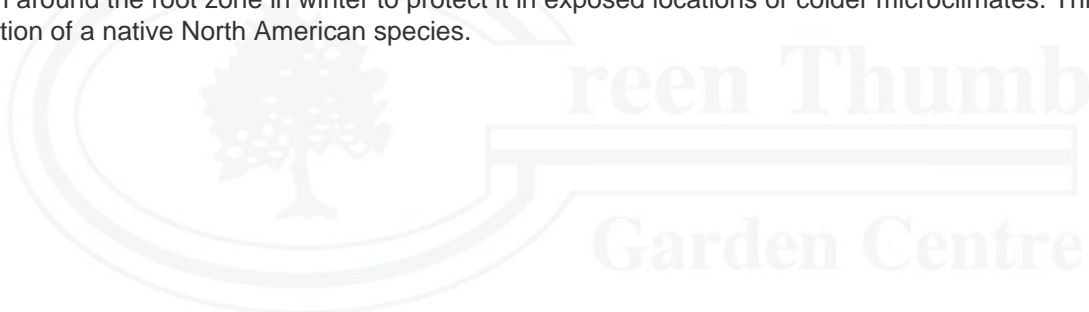 around the root zone in winter to protect it in exposed locations or colder microclimates.
tion of a native North American species.
reen Thumb
Garden Centre